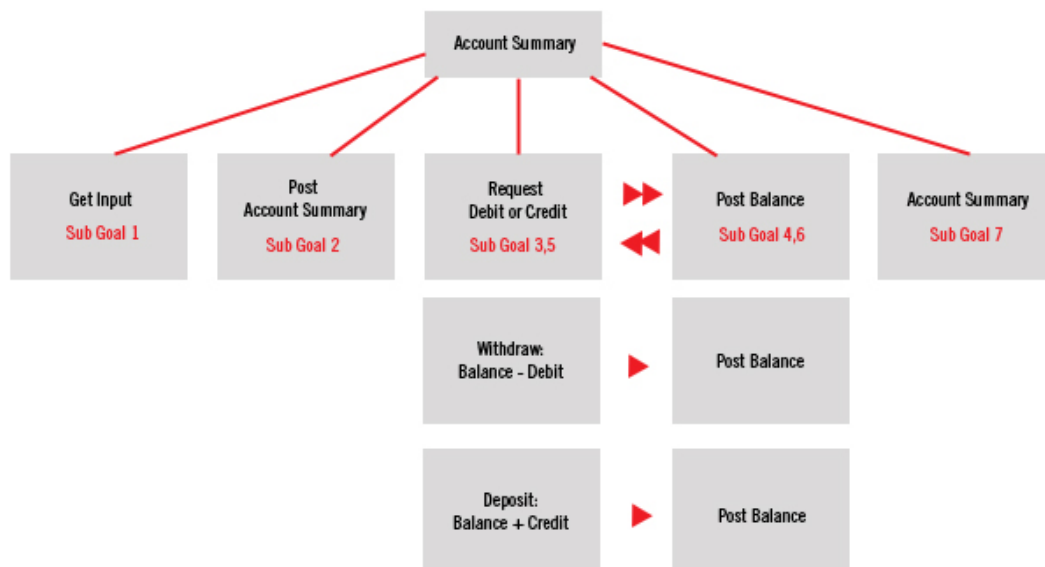 Account Summary
Get Input
Sub Goal 1
Post
Account Summary
Sub Goal 2
Request
Debit or Credit
Sub Goal 3,5
Post Balance
Sub Goal 4,6
Account Summary
Sub Goal 7
Withdraw:
Balance - Debit
Post Balance
Deposit:
Balance + Credit
Post Balance